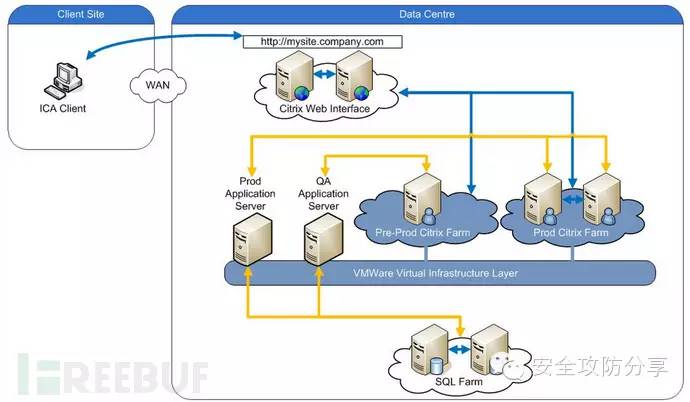 Client Site
Data Centre
http://mysite.company.com
WAN
ICA Client
Citrix Web Interface
Prod
Application
Server
QA
Application
Server
Pre-Prod Citrix Farm
Prod Citrix Farm
VMWare Virtual Infrastructure Layer
SQL Farm
FREEBUF
安全攻防分享